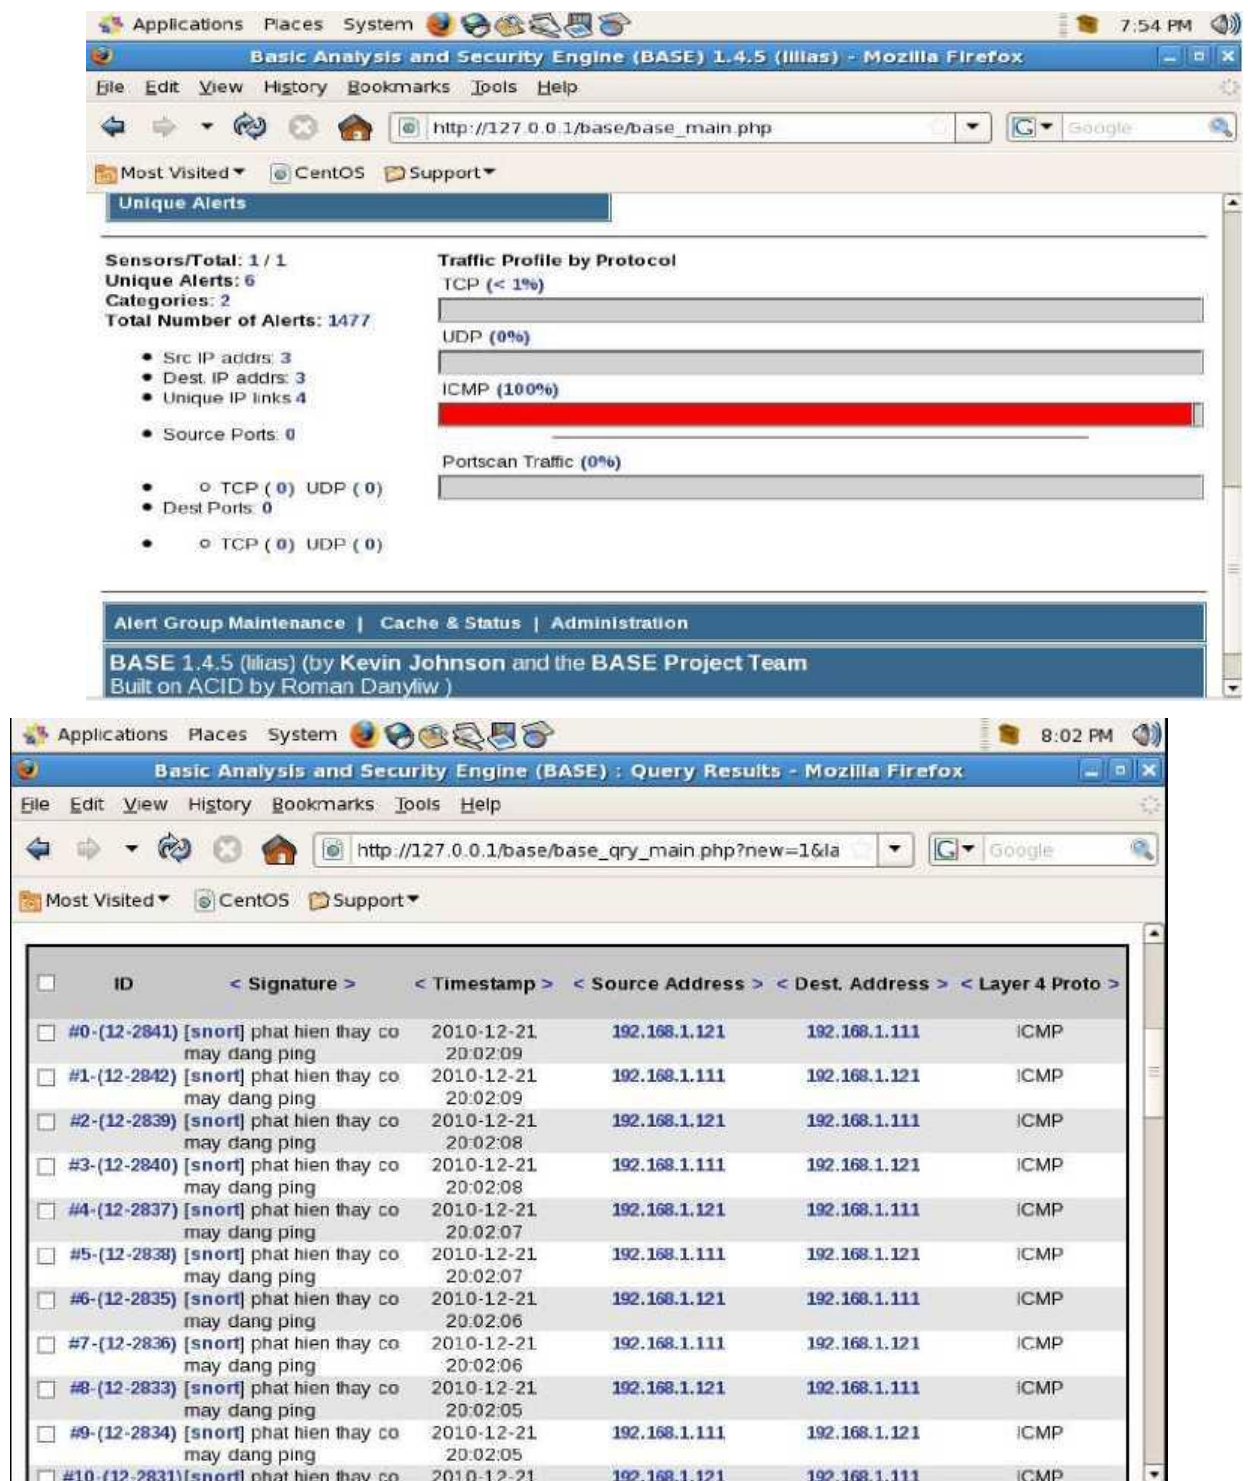 Applications Places System 7:54 PM
Basic Analysis and Security Engine (BASE) 1.4.5 (lilias) - Mozilla Firefox
File Edit View History Bookmarks Tools Help
http://127.0.0.1/base/base_main.php
G Google
Most Visited CentOS Support
Unique Alerts
Sensors/Total: 1 / 1
Unique Alerts: 6
Categories: 2
Total Number of Alerts: 1477
Src IP addrs: 3
Dest. IP addrs: 3
Unique IP links 4
Source Ports: 0
TCP ( 0) UDP ( 0)
Dest Ports: 0
TCP ( 0) UDP ( 0)
Traffic Profile by Protocol
TCP (< 1%)
UDP (0%)
ICMP (100%)
Portscan Traffic (0%)
Alert Group Maintenance | Cache & Status | Administration
BASE 1.4.5 (lilias) (by Kevin Johnson and the BASE Project Team
Built on ACID by Roman Danyliw )
Applications Places System 8:02 PM
Basic Analysis and Security Engine (BASE) : Query Results - Mozilla Firefox
File Edit View History Bookmarks Tools Help
http://127.0.0.1/base/base_qry_main.php?new=1&la
G Google
Most Visited CentOS Support
ID < Signature > < Timestamp > < Source Address > < Dest. Address > < Layer 4 Proto >
#0-(12-2841) [snort] phat hien thay co 2010-12-21 192.168.1.121 192.168.1.111 ICMP
may dang ping 20:02:09
#1-(12-2842) [snort] phat hien thay co 2010-12-21 192.168.1.111 192.168.1.121 ICMP
may dang ping 20:02:09
#2-(12-2839) [snort] phat hien thay co 2010-12-21 192.168.1.121 192.168.1.111 ICMP
may dang ping 20:02:08
#3-(12-2840) [snort] phat hien thay co 2010-12-21 192.168.1.111 192.168.1.121 ICMP
may dang ping 20:02:08
#4-(12-2837) [snort] phat hien thay co 2010-12-21 192.168.1.121 192.168.1.111 ICMP
may dang ping 20:02:07
#5-(12-2838) [snort] phat hien thay co 2010-12-21 192.168.1.111 192.168.1.121 ICMP
may dang ping 20:02:07
#6-(12-2835) [snort] phat hien thay co 2010-12-21 192.168.1.121 192.168.1.111 ICMP
may dang ping 20:02:06
#7-(12-2836) [snort] phat hien thay co 2010-12-21 192.168.1.111 192.168.1.121 ICMP
may dang ping 20:02:06
#8-(12-2833) [snort] phat hien thay co 2010-12-21 192.168.1.121 192.168.1.111 ICMP
may dang ping 20:02:05
#9-(12-2834) [snort] phat hien thay co 2010-12-21 192.168.1.111 192.168.1.121 ICMP
may dang ping 20:02:05
#10-(12-2831) [snort] phat hien thay co 2010-12-21 192.168.1.121 192.168.1.111 ICMP